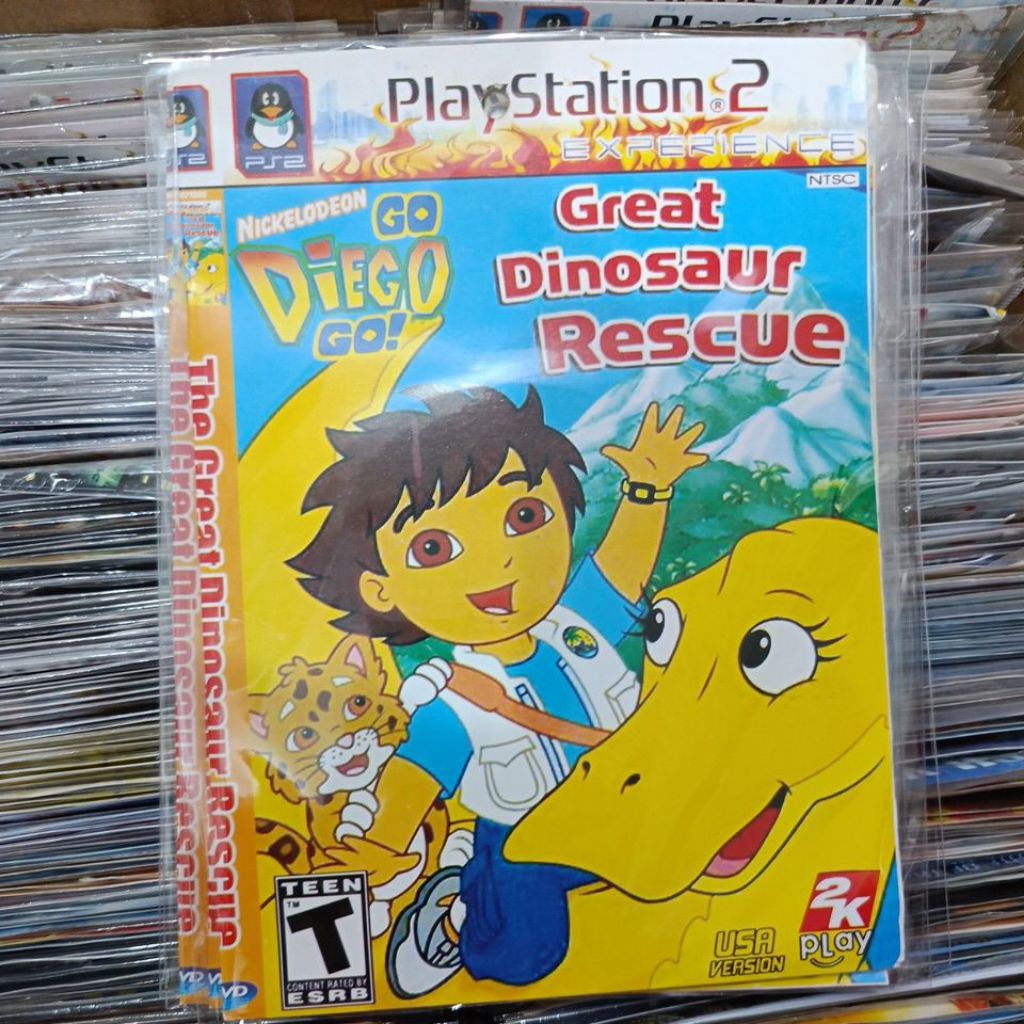 PlayStation®2
EXPERIENCE
PS2
NTSC
NICKELODEON
GO
DIEGO
GO!
Great
Dinosaur
Rescue
The Great Dinosaur Rescue
The Great Dinosaur Rescue
TEEN
T
TM
CONTENT RATED BY
ESRB
USA
VERSION
2K
PLAY